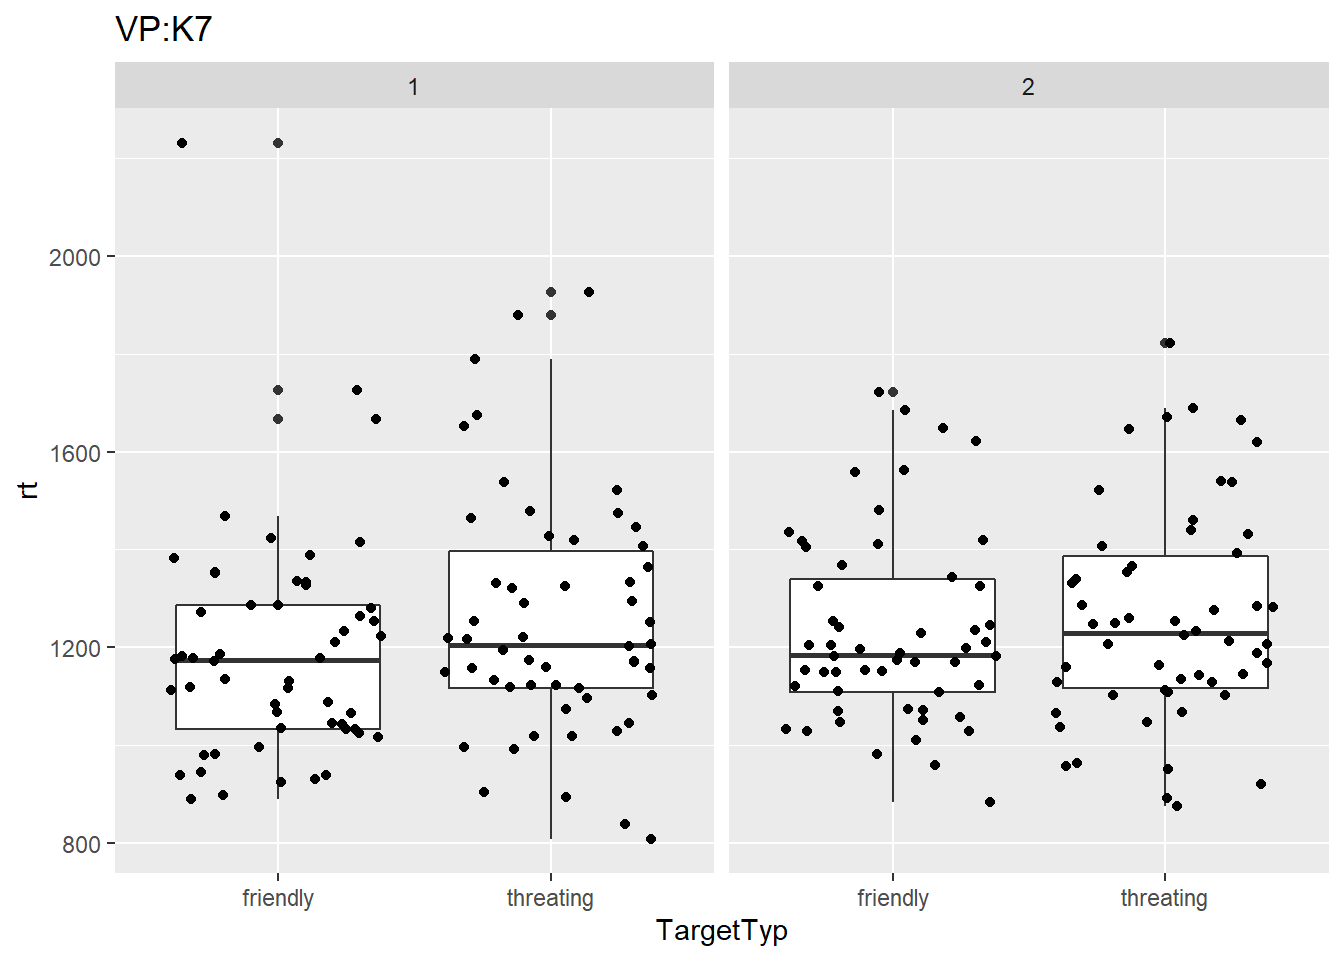 VP:K7
1
2
rt
2000
1600
1200
800
friendly
threating
friendly
threating
TargetTyp